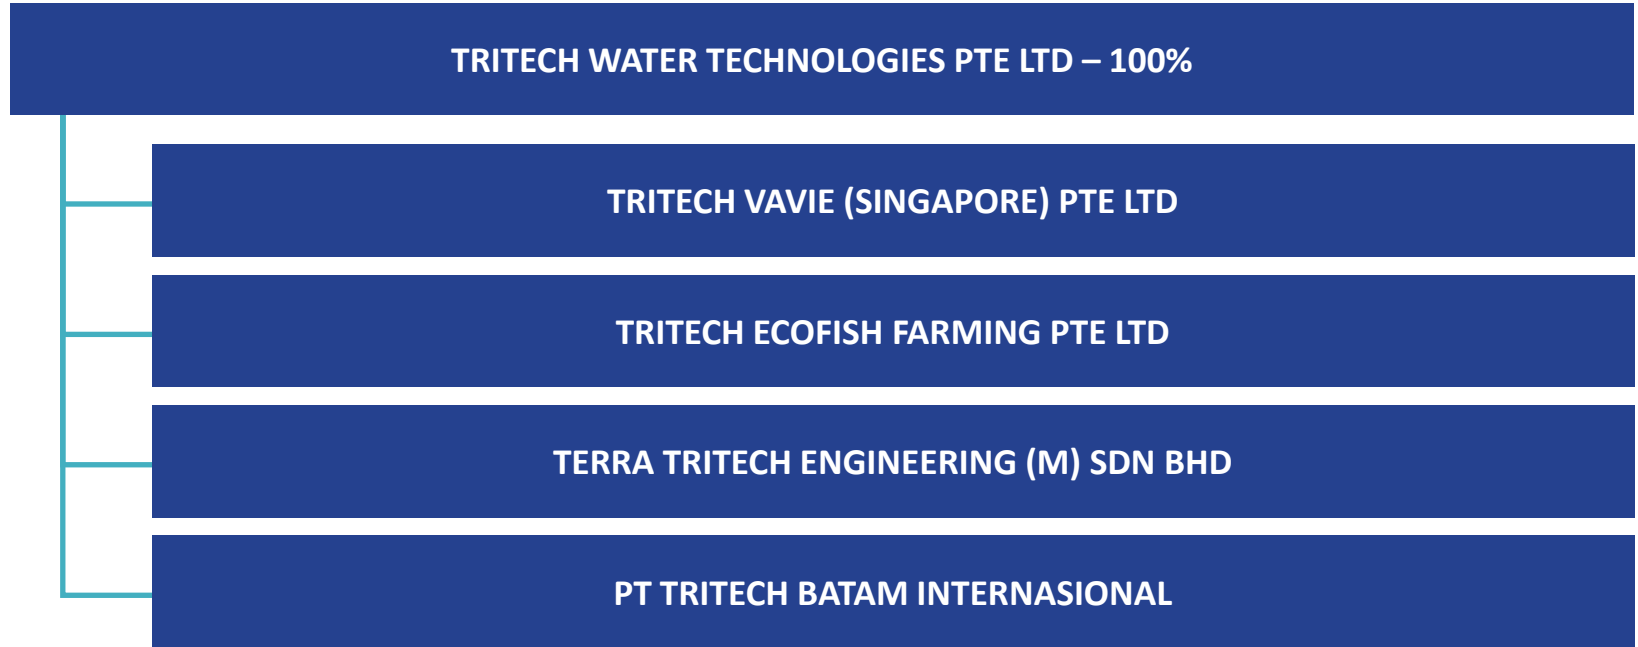 TRITECH WATER TECHNOLOGIES PTE LTD – 100%
TRITECH VAVIE (SINGAPORE) PTE LTD
TRITECH ECOFISH FARMING PTE LTD
TERRA TRITECH ENGINEERING (M) SDN BHD
PT TRITECH BATAM INTERNASIONAL